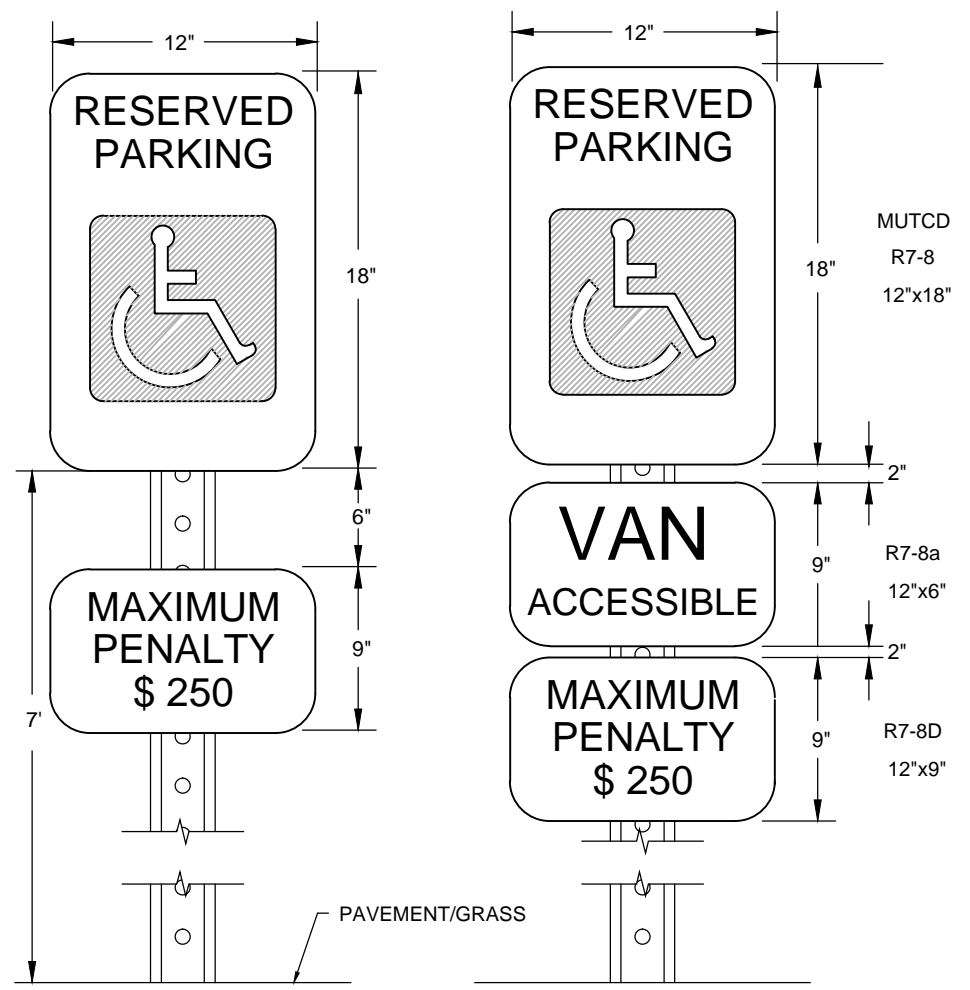 12"
RESERVED
PARKING
18"
6"
MAXIMUM
PENALTY
$ 250
9"
7'
PAVEMENT/GRASS
12"
RESERVED
PARKING
18"
MUTCD
R7-8
12"x18"
2"
VAN
ACCESSIBLE
9"
R7-8a
12"x6"
2"
MAXIMUM
PENALTY
$ 250
9"
R7-8D
12"x9"